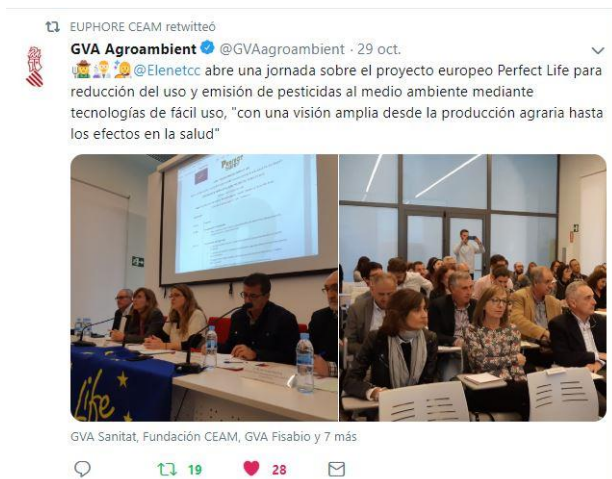 EUPHORE CEAM retwitteó
GVA Agroambient @GVAagroambient · 29 oct.
@Elenetcc abre una jornada sobre el proyecto europeo Perfect Life para
reducción del uso y emisión de pesticidas al medio ambiente mediante
tecnologías de fácil uso, "con una visión amplia desde la producción agraria hasta
los efectos en la salud"
Life
GVA Sanitat, Fundación CEAM, GVA Fisabio y 7 más
19 28